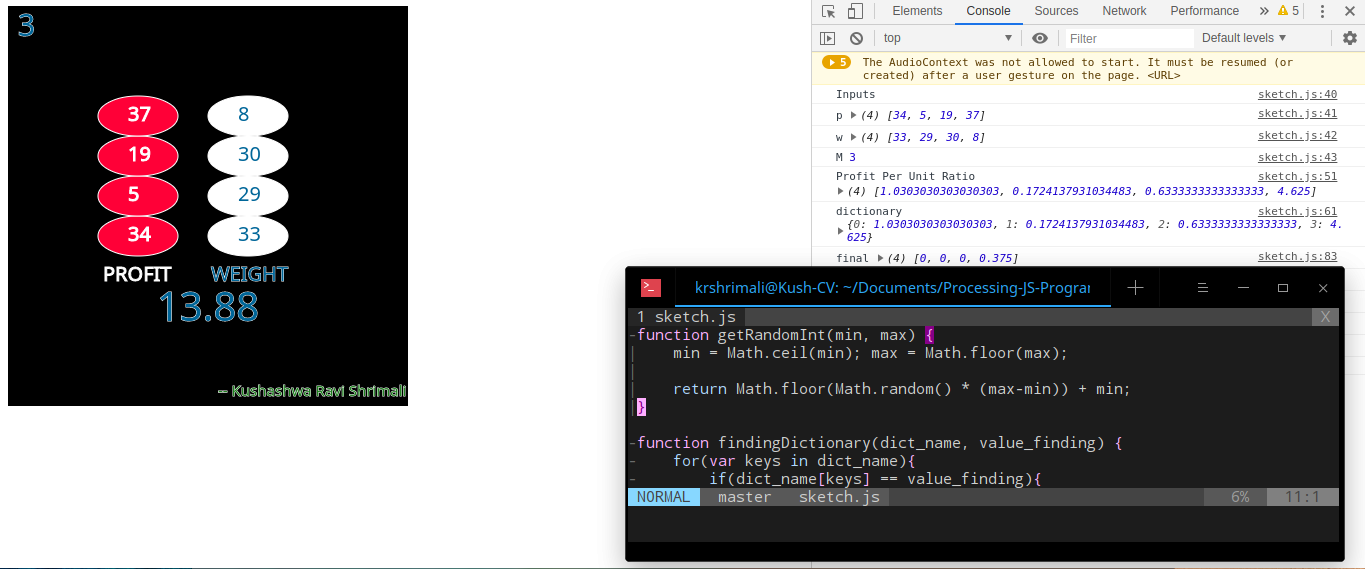 3
37 8
19 30
5 29
34 33
PROFIT WEIGHT
13.88
-- Kushashwa Ravi Shrimali
Elements Console Sources Network Performance » 5
top Filter Default levels
5 The AudioContext was not allowed to start. It must be resumed (or
created) after a user gesture on the page. <URL>
Inputs sketch.js:40
p (4) [34, 5, 19, 37] sketch.js:41
w (4) [33, 29, 30, 8] sketch.js:42
M 3 sketch.js:43
Profit Per Unit Ratio sketch.js:51
(4) [1.0303030303030303, 0.1724137931034483, 0.6333333333333333, 4.625]
dictionary sketch.js:61
{0: 1.0303030303030303, 1: 0.1724137931034483, 2: 0.6333333333333333, 3: 4.
625}
final (4) [0, 0, 0, 0.375] sketch.js:83
krshrimali@Kush-CV: ~/Documents/Processing-JS-Program
1 sketch.js X
-function getRandomInt(min, max) {
| min = Math.ceil(min); max = Math.floor(max);
|
| return Math.floor(Math.random() * (max-min)) + min;
|}
-function findingDictionary(dict_name, value_finding) {
- for(var keys in dict_name){
- if(dict_name[keys] == value_finding){
NORMAL master sketch.js 6% 11:1